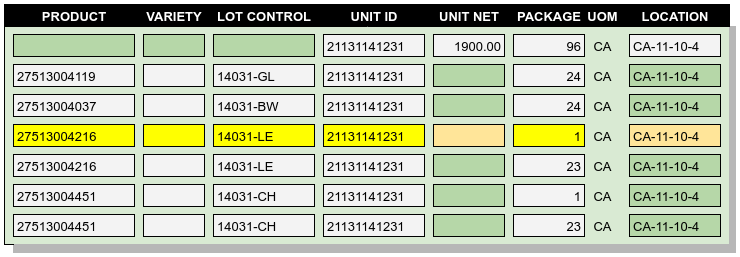 PRODUCT VARIETY LOT CONTROL UNIT ID UNIT NET PACKAGE UOM LOCATION
21131141231 1900.00 96 CA CA-11-10-4
27513004119 14031-GL 21131141231 24 CA CA-11-10-4
27513004037 14031-BW 21131141231 24 CA CA-11-10-4
27513004216 14031-LE 21131141231 1 CA CA-11-10-4
27513004216 14031-LE 21131141231 23 CA CA-11-10-4
27513004451 14031-CH 21131141231 1 CA CA-11-10-4
27513004451 14031-CH 21131141231 23 CA CA-11-10-4